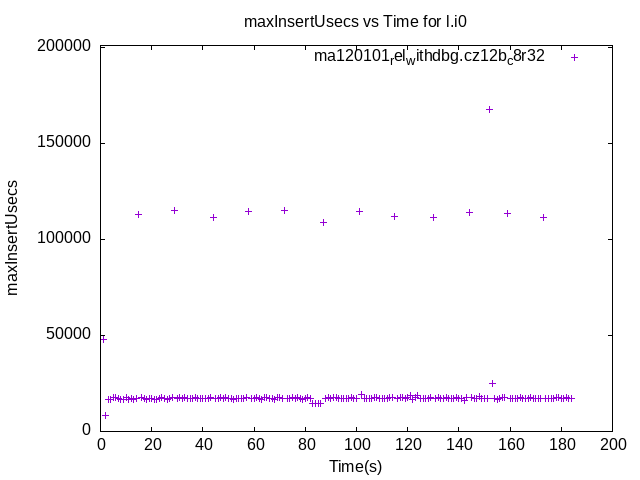 maxInsertUsecs vs Time for l.i0
200000
150000
100000
50000
0
maxInsertUsecs
ma120101_rel_withdbg.cz12b_c8r32
0 20 40 60 80 100 120 140 160 180 200
Time(s)